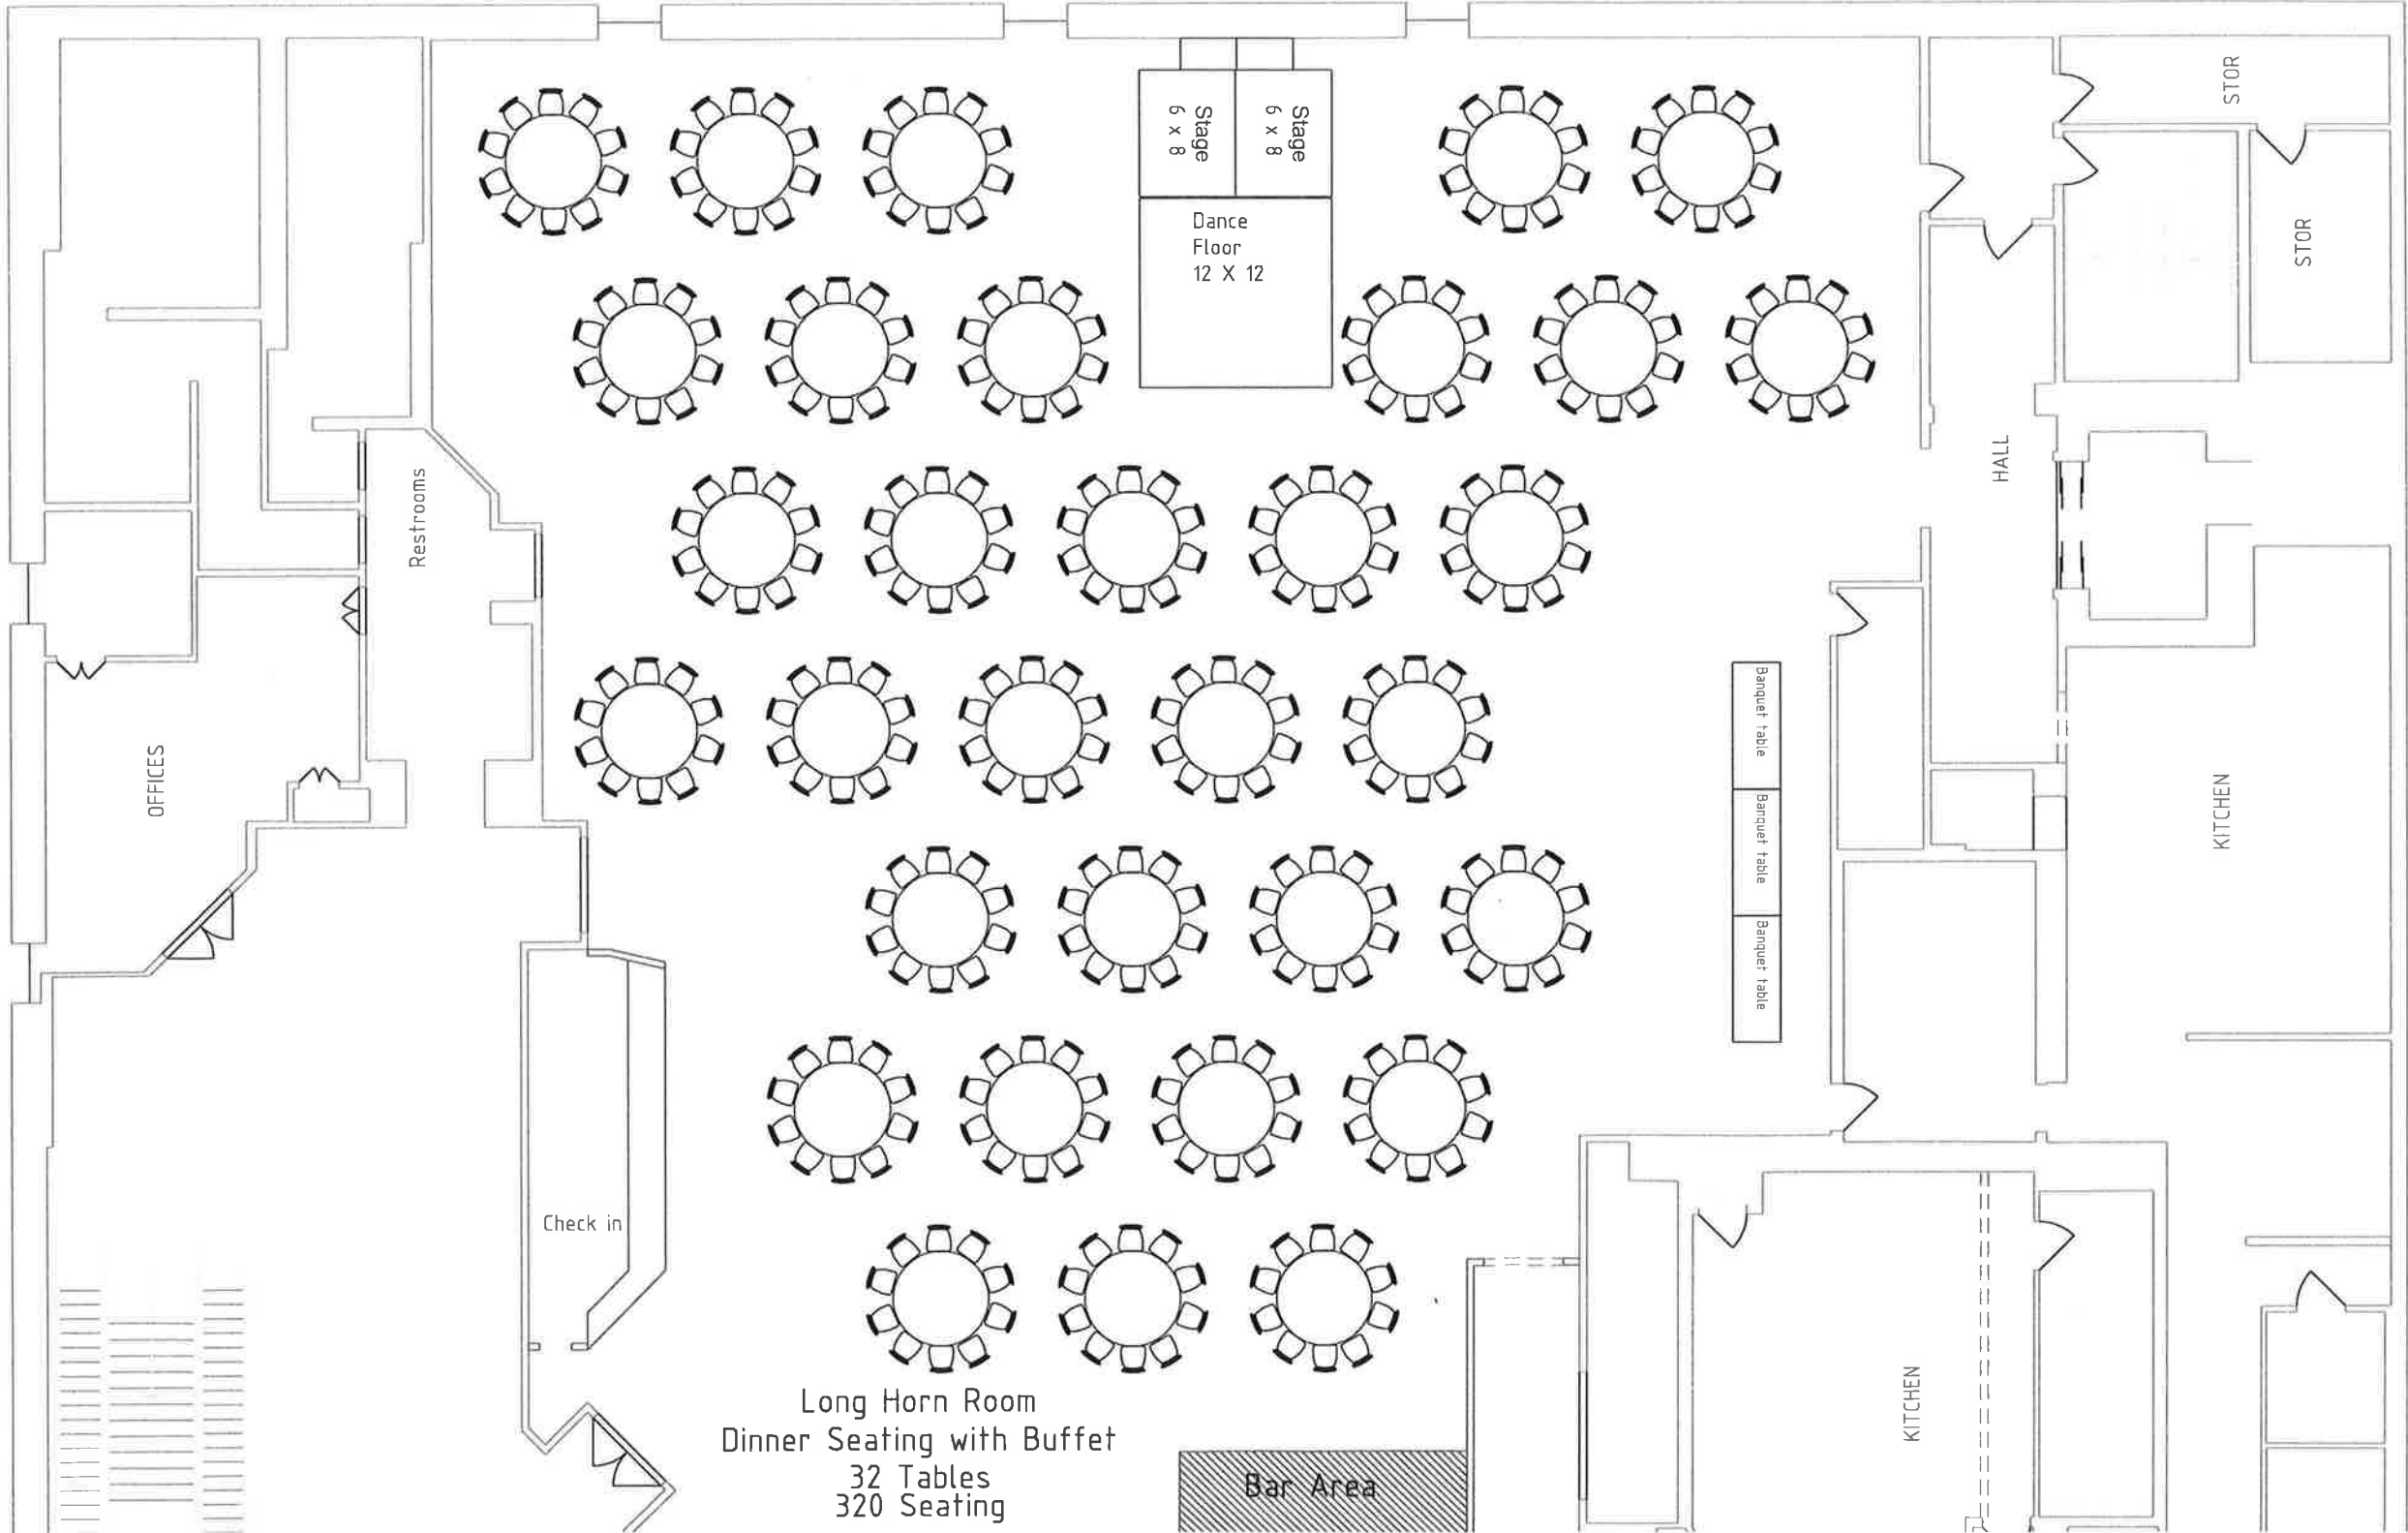 STOR
Stage
6 x 8
Stage
6 x 8
Dance
Floor
12 X 12
STOR
HALL
Restrooms
OFFICES
Banquet table
Banquet table
Banquet table
KITCHEN
Check in
KITCHEN
Long Horn Room
Dinner Seating with Buffet
32 Tables
320 Seating
Bar Area